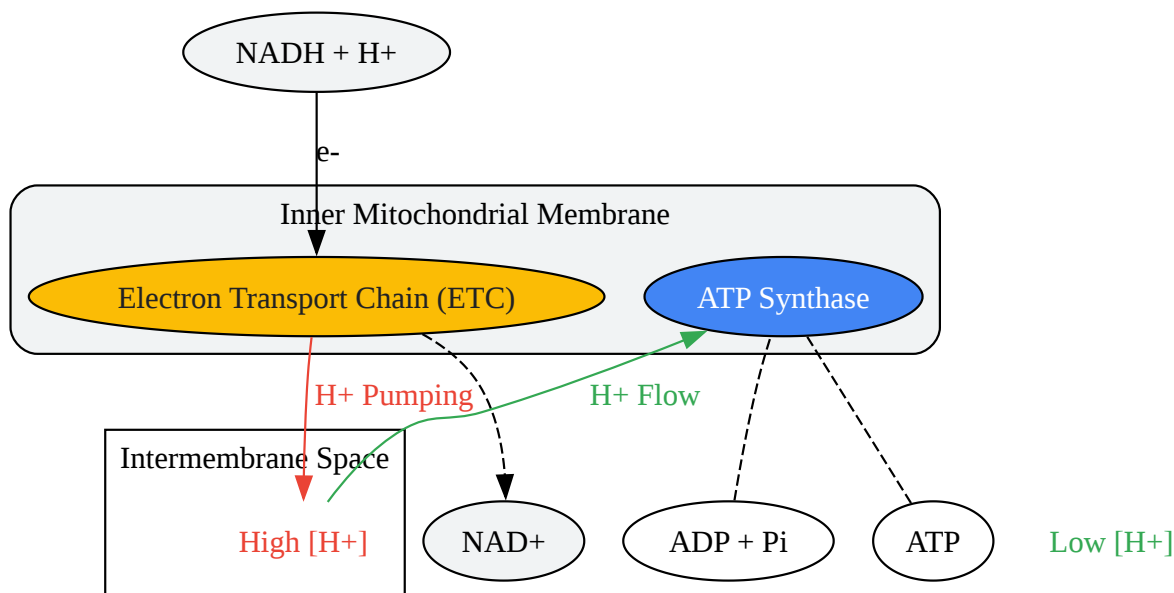 NADH + H+
e-
Inner Mitochondrial Membrane
Electron Transport Chain (ETC)
ATP Synthase
H+ Pumping
H+ Flow
Intermembrane Space
High [H+]
NAD+
ADP + Pi
ATP
Low [H+]